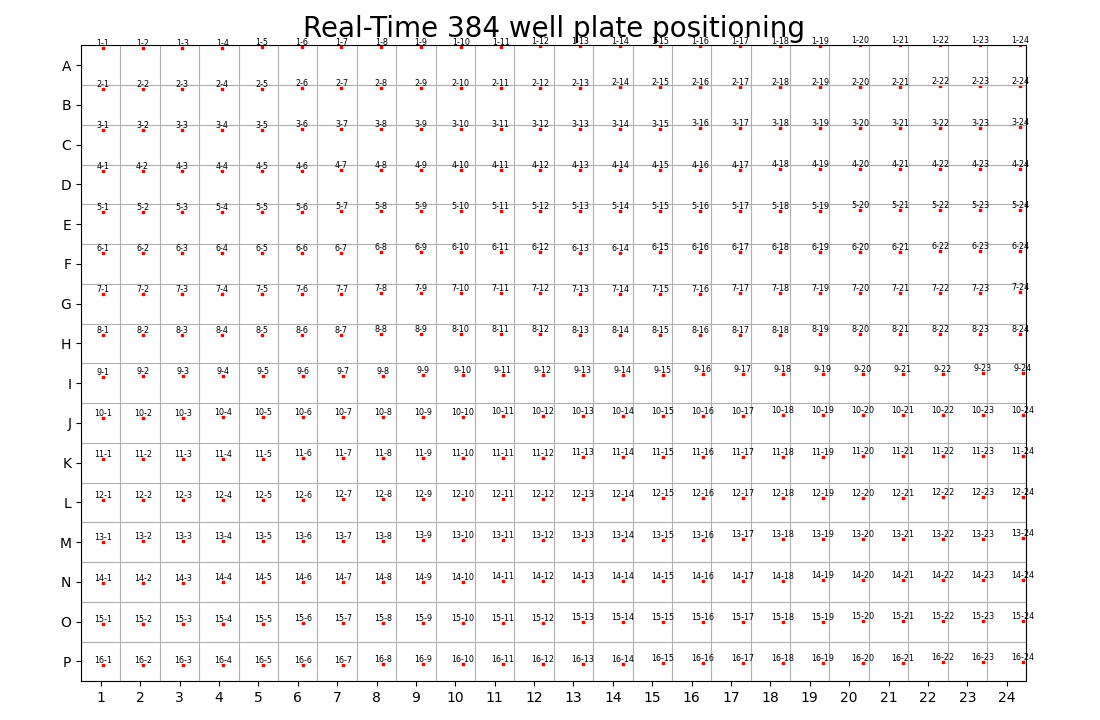 Real-Time 384 well plate positioning
1-1 1-2 1-3 1-4 1-5 1-6 1-7 1-8 1-9 1-10 1-11 1-12 1-13 1-14 1-15 1-16 1-17 1-18 1-19 1-20 1-21 1-22 1-23 1-24
A
2-1 2-2 2-3 2-4 2-5 2-6 2-7 2-8 2-9 2-10 2-11 2-12 2-13 2-14 2-15 2-16 2-17 2-18 2-19 2-20 2-21 2-22 2-23 2-24
B
3-1 3-2 3-3 3-4 3-5 3-6 3-7 3-8 3-9 3-10 3-11 3-12 3-13 3-14 3-15 3-16 3-17 3-18 3-19 3-20 3-21 3-22 3-23 3-24
C
4-1 4-2 4-3 4-4 4-5 4-6 4-7 4-8 4-9 4-10 4-11 4-12 4-13 4-14 4-15 4-16 4-17 4-18 4-19 4-20 4-21 4-22 4-23 4-24
D
5-1 5-2 5-3 5-4 5-5 5-6 5-7 5-8 5-9 5-10 5-11 5-12 5-13 5-14 5-15 5-16 5-17 5-18 5-19 5-20 5-21 5-22 5-23 5-24
E
6-1 6-2 6-3 6-4 6-5 6-6 6-7 6-8 6-9 6-10 6-11 6-12 6-13 6-14 6-15 6-16 6-17 6-18 6-19 6-20 6-21 6-22 6-23 6-24
F
7-1 7-2 7-3 7-4 7-5 7-6 7-7 7-8 7-9 7-10 7-11 7-12 7-13 7-14 7-15 7-16 7-17 7-18 7-19 7-20 7-21 7-22 7-23 7-24
G
8-1 8-2 8-3 8-4 8-5 8-6 8-7 8-8 8-9 8-10 8-11 8-12 8-13 8-14 8-15 8-16 8-17 8-18 8-19 8-20 8-21 8-22 8-23 8-24
H
9-1 9-2 9-3 9-4 9-5 9-6 9-7 9-8 9-9 9-10 9-11 9-12 9-13 9-14 9-15 9-16 9-17 9-18 9-19 9-20 9-21 9-22 9-23 9-24
I
10-1 10-2 10-3 10-4 10-5 10-6 10-7 10-8 10-9 10-10 10-11 10-12 10-13 10-14 10-15 10-16 10-17 10-18 10-19 10-20 10-21 10-22 10-23 10-24
J
11-1 11-2 11-3 11-4 11-5 11-6 11-7 11-8 11-9 11-10 11-11 11-12 11-13 11-14 11-15 11-16 11-17 11-18 11-19 11-20 11-21 11-22 11-23 11-24
K
12-1 12-2 12-3 12-4 12-5 12-6 12-7 12-8 12-9 12-10 12-11 12-12 12-13 12-14 12-15 12-16 12-17 12-18 12-19 12-20 12-21 12-22 12-23 12-24
L
13-1 13-2 13-3 13-4 13-5 13-6 13-7 13-8 13-9 13-10 13-11 13-12 13-13 13-14 13-15 13-16 13-17 13-18 13-19 13-20 13-21 13-22 13-23 13-24
M
14-1 14-2 14-3 14-4 14-5 14-6 14-7 14-8 14-9 14-10 14-11 14-12 14-13 14-14 14-15 14-16 14-17 14-18 14-19 14-20 14-21 14-22 14-23 14-24
N
15-1 15-2 15-3 15-4 15-5 15-6 15-7 15-8 15-9 15-10 15-11 15-12 15-13 15-14 15-15 15-16 15-17 15-18 15-19 15-20 15-21 15-22 15-23 15-24
O
16-1 16-2 16-3 16-4 16-5 16-6 16-7 16-8 16-9 16-10 16-11 16-12 16-13 16-14 16-15 16-16 16-17 16-18 16-19 16-20 16-21 16-22 16-23 16-24
P
1 2 3 4 5 6 7 8 9 10 11 12 13 14 15 16 17 18 19 20 21 22 23 24